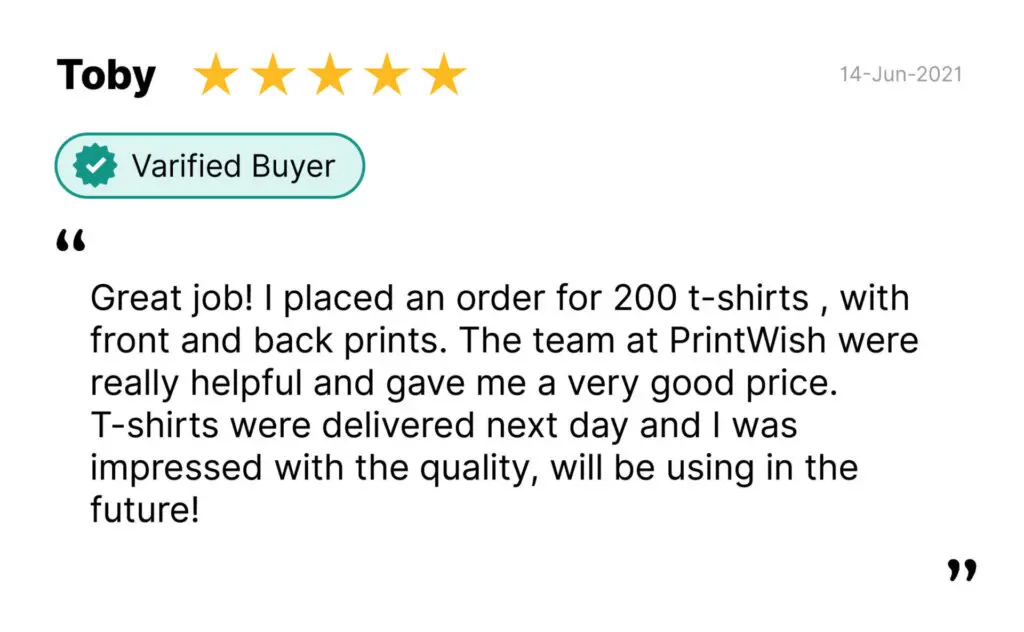 Toby
14-Jun-2021
Varified Buyer
“
Great job! I placed an order for 200 t-shirts , with
front and back prints. The team at PrintWish were
really helpful and gave me a very good price.
T-shirts were delivered next day and I was
impressed with the quality, will be using in the
future!
”